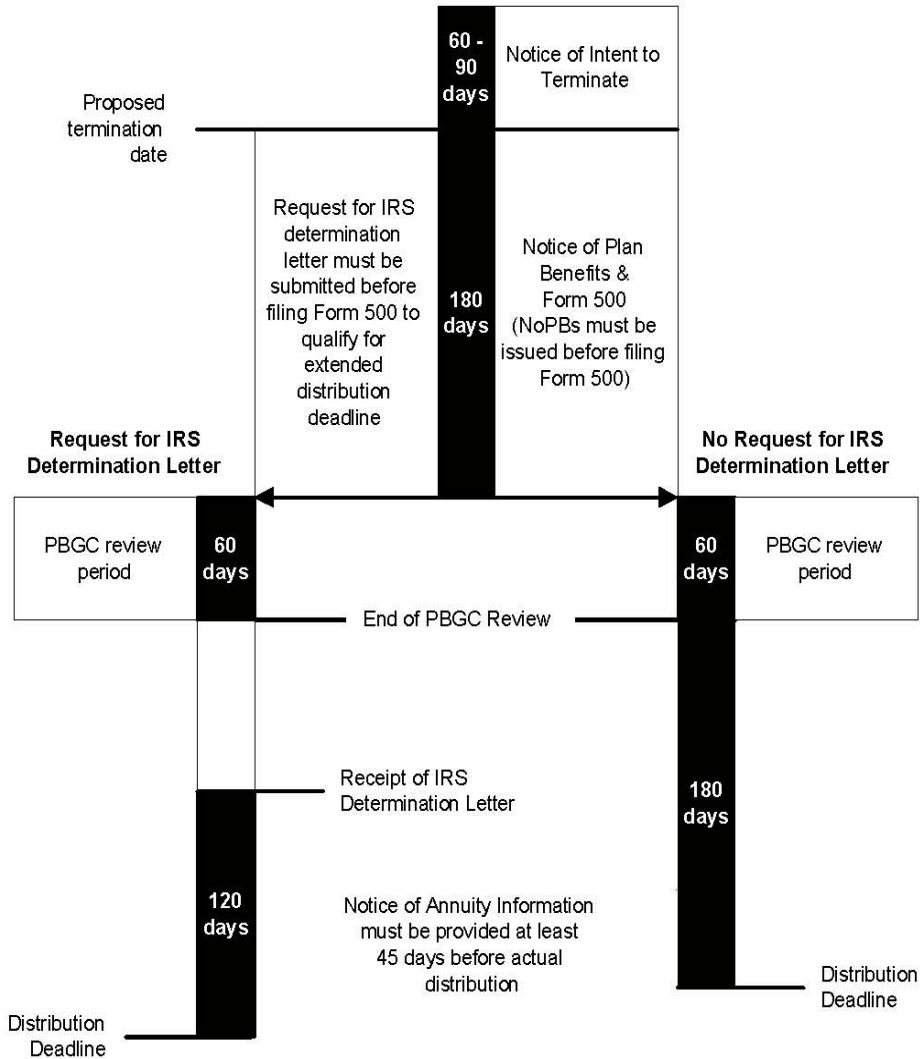 60 -
90
days
Notice of Intent to
Terminate
Proposed
termination
date
Request for IRS
determination
letter must be
submitted before
filing Form 500 to
qualify for
extended
distribution
deadline
180
days
Notice of Plan
Benefits &
Form 500
(NoPBs must be
issued before filing
Form 500)
Request for IRS
Determination Letter
No Request for IRS
Determination Letter
PBGC review
period
60
days
60
days
PBGC review
period
End of PBGC Review
Receipt of IRS
Determination Letter
180
days
120
days
Notice of Annuity Information
must be provided at least
45 days before actual
distribution
Distribution
Deadline
Distribution
Deadline